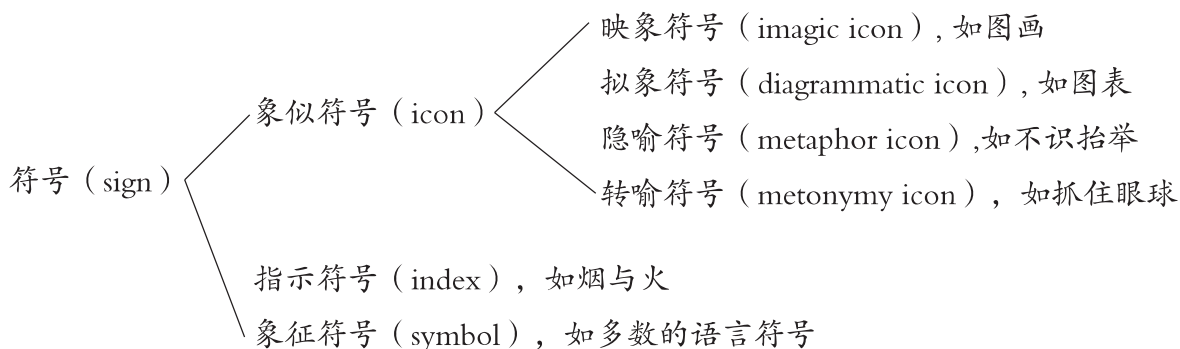 映象符号（imagic icon）, 如图画
拟象符号（diagrammatic icon）, 如图表
象似符号（icon）
隐喻符号（metaphor icon）,如不识抬举
符号（sign）
转喻符号（metonymy icon），如抓住眼球
指示符号（index），如烟与火
象征符号（symbol），如多数的语言符号